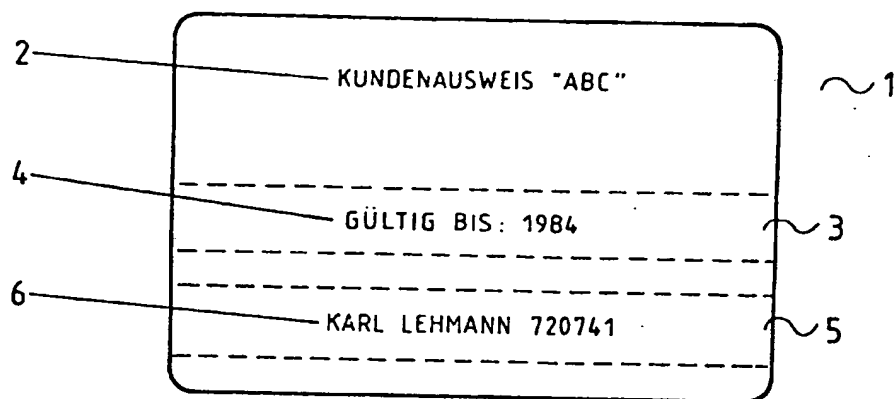 2 KUNDENAUSWEIS "ABC" 1
4 GÜLTIG BIS: 1984 3
6 KARL LEHMANN 720741 5